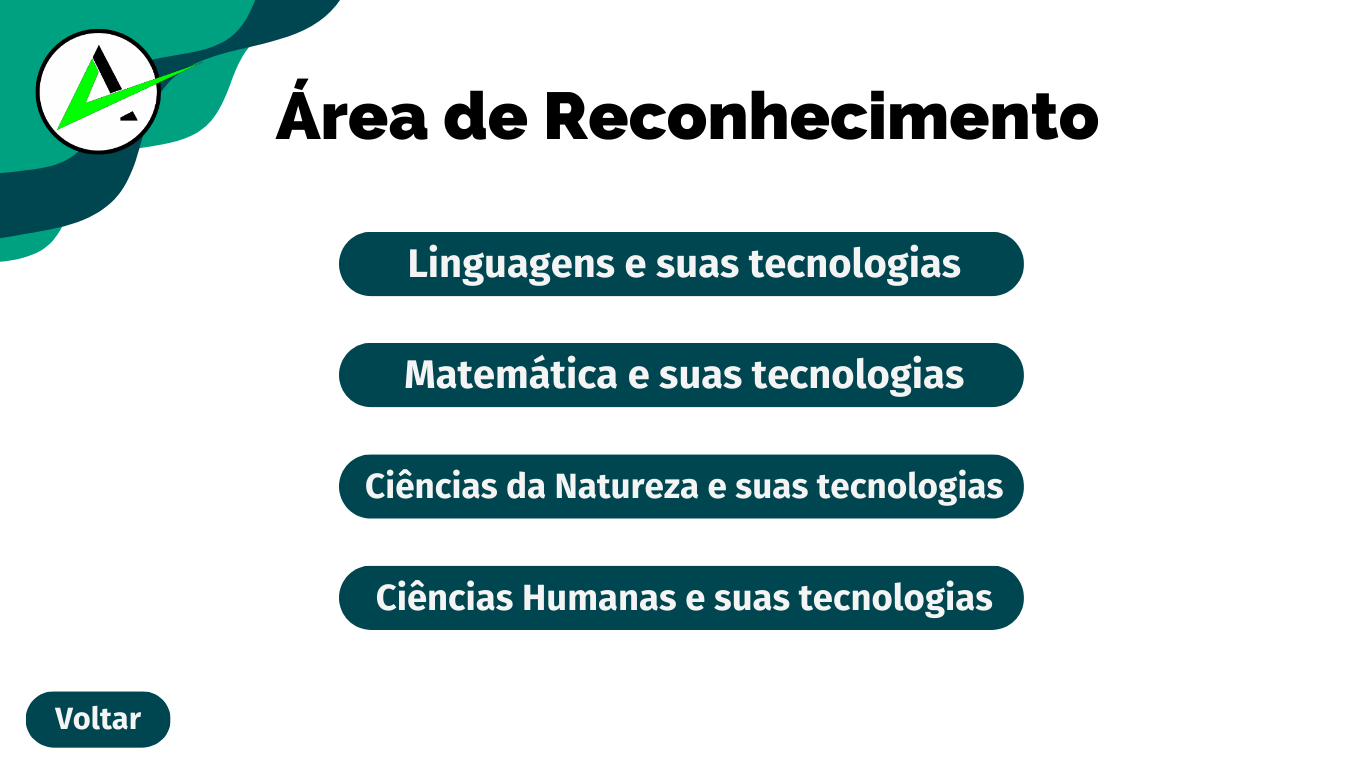 Área de Reconhecimento
Linguagens e suas tecnologias
Matemática e suas tecnologias
Ciências da Natureza e suas tecnologias
Ciências Humanas e suas tecnologias
Voltar